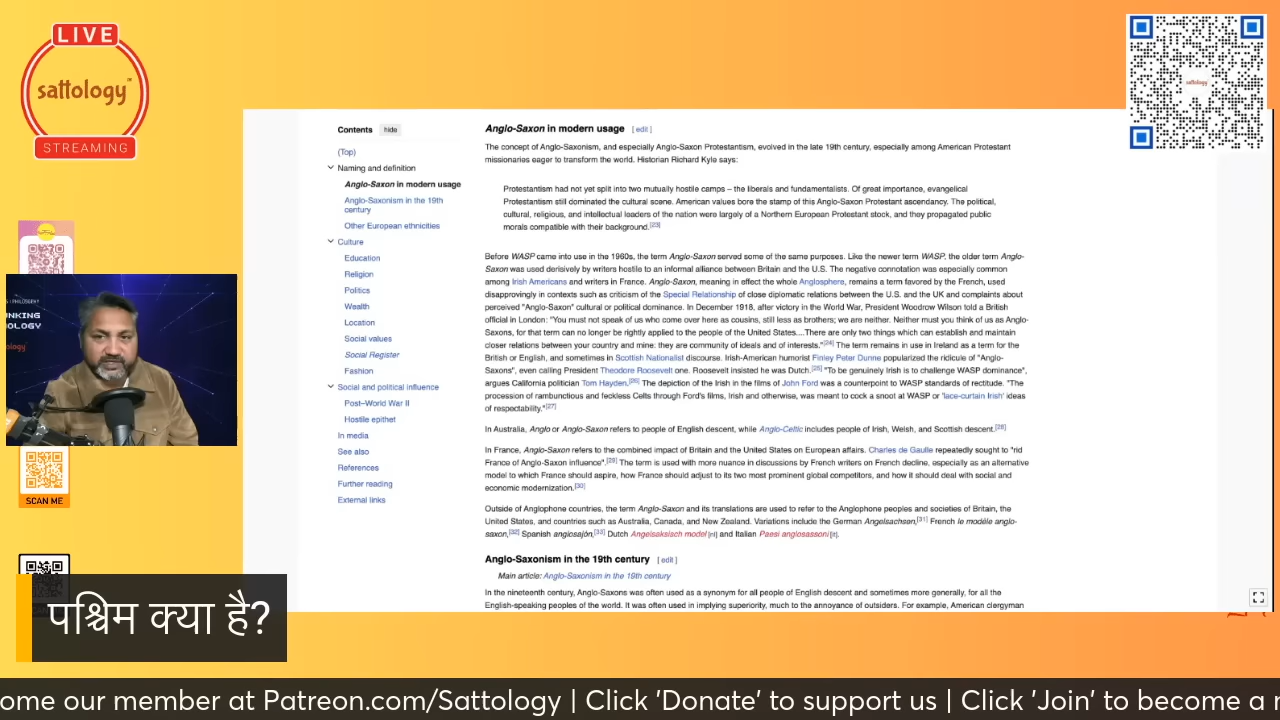 LIVE
sattology™
STREAMING
sattology
Contents hide
(Top)
Naming and definition
Anglo-Saxon in modern usage
Anglo-Saxonism in the 19th
century
Other European ethnicities
Culture
Education
Religion
Politics
Wealth
Location
Social values
Social Register
Fashion
Social and political influence
Post–World War II
Hostile epithet
In media
See also
References
Further reading
External links
Anglo-Saxon in modern usage [ edit ]
The concept of Anglo-Saxonism, and especially Anglo-Saxon Protestantism, evolved in the late 19th century, especially among American Protestant
missionaries eager to transform the world. Historian Richard Kyle says:
Protestantism had not yet split into two mutually hostile camps – the liberals and fundamentalists. Of great importance, evangelical
Protestantism still dominated the cultural scene. American values bore the stamp of this Anglo-Saxon Protestant ascendancy. The political,
cultural, religious, and intellectual leaders of the nation were largely of a Northern European Protestant stock, and they propagated public
morals compatible with their background.[23]
Before WASP came into use in the 1960s, the term Anglo-Saxon served some of the same purposes. Like the newer term WASP, the older term Anglo-
Saxon was used derisively by writers hostile to an informal alliance between Britain and the U.S. The negative connotation was especially common
among Irish Americans and writers in France. Anglo-Saxon, meaning in effect the whole Anglosphere, remains a term favored by the French, used
disapprovingly in contexts such as criticism of the Special Relationship of close diplomatic relations between the U.S. and the UK and complaints about
perceived "Anglo-Saxon" cultural or political dominance. In December 1918, after victory in the World War, President Woodrow Wilson told a British
official in London: "You must not speak of us who come over here as cousins, still less as brothers; we are neither. Neither must you think of us as Anglo-
Saxons, for that term can no longer be rightly applied to the people of the United States....There are only two things which can establish and maintain
closer relations between your country and mine: they are community of ideals and of interests."[24] The term remains in use in Ireland as a term for the
British or English, and sometimes in Scottish Nationalist discourse. Irish-American humorist Finley Peter Dunne popularized the ridicule of "Anglo-
Saxons", even calling President Theodore Roosevelt one. Roosevelt insisted he was Dutch.[25] "To be genuinely Irish is to challenge WASP dominance",
argues California politician Tom Hayden.[26] The depiction of the Irish in the films of John Ford was a counterpoint to WASP standards of rectitude. "The
procession of rambunctious and feckless Celts through Ford's films, Irish and otherwise, was meant to cock a snoot at WASP or 'lace-curtain Irish' ideas
of respectability."[27]
In Australia, Anglo or Anglo-Saxon refers to people of English descent, while Anglo-Celtic includes people of Irish, Welsh, and Scottish descent.[28]
In France, Anglo-Saxon refers to the combined impact of Britain and the United States on European affairs. Charles de Gaulle repeatedly sought to "rid
France of Anglo-Saxon influence".[29] The term is used with more nuance in discussions by French writers on French decline, especially as an alternative
model to which France should aspire, how France should adjust to its two most prominent global competitors, and how it should deal with social and
economic modernization.[30]
Outside of Anglophone countries, the term Anglo-Saxon and its translations are used to refer to the Anglophone peoples and societies of Britain, the
United States, and countries such as Australia, Canada, and New Zealand. Variations include the German Angelsachsen,[31] French le modèle anglo-
saxon,[32] Spanish anglosajón,[33] Dutch Angelsaksisch model [nl] and Italian Paesi anglosassoni [it].
Anglo-Saxonism in the 19th century [ edit ]
Main article: Anglo-Saxonism in the 19th century
In the nineteenth century, Anglo-Saxons was often used as a synonym for all people of English descent and sometimes more generally, for all the
English-speaking peoples of the world. It was often used in implying superiority, much to the annoyance of outsiders. For example, American clergyman
SCAN ME
पश्चिम क्या है?
ome our member at Patreon.com/Sattology | Click 'Donate' to support us | Click 'Join' to become a